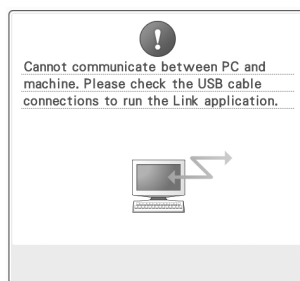 Cannot communicate between PC and
machine. Please check the USB cable
connections to run the Link application.